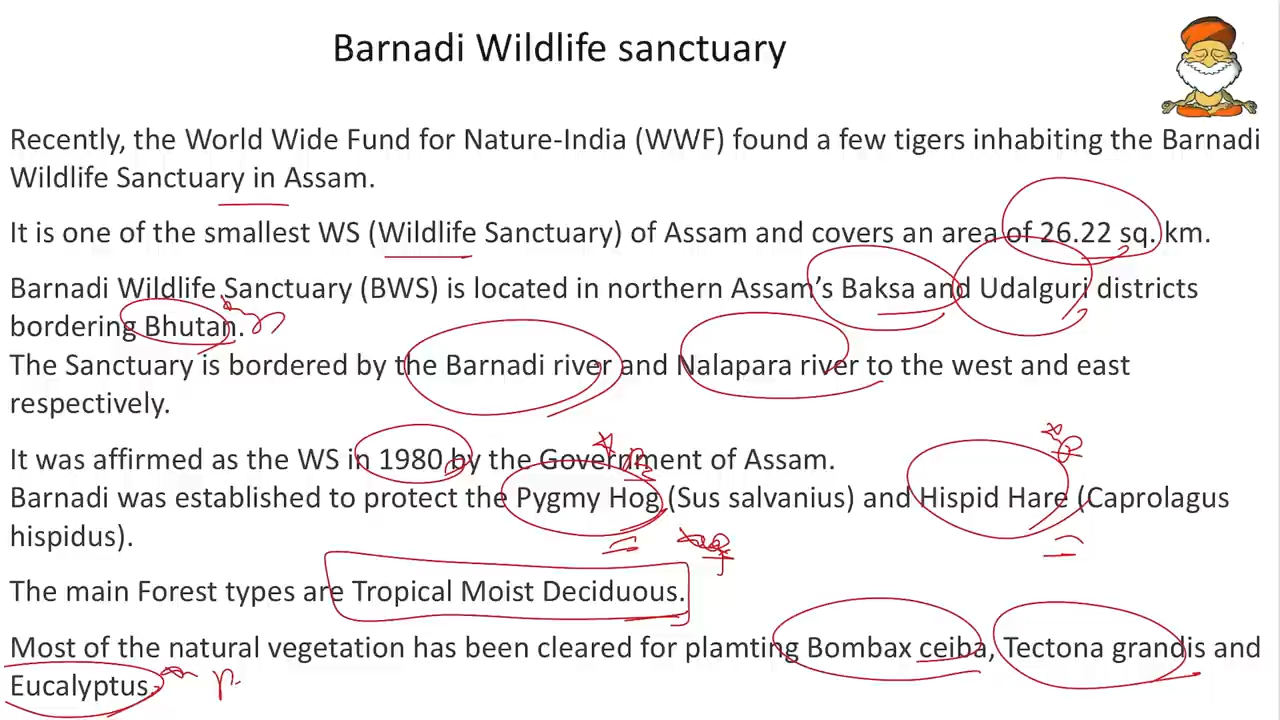 Barnadi Wildlife sanctuary
Recently, the World Wide Fund for Nature-India (WWF) found a few tigers inhabiting the Barnadi
Wildlife Sanctuary in Assam.
It is one of the smallest WS (Wildlife Sanctuary) of Assam and covers an area of 26.22 sq. km.
Barnadi Wildlife Sanctuary (BWS) is located in northern Assam's Baksa and Udalguri districts
bordering Bhutan.
The Sanctuary is bordered by the Barnadi river and Nalapara river to the west and east
respectively.
It was affirmed as the WS in 1980 by the Government of Assam.
Barnadi was established to protect the Pygmy Hog (Sus salvanius) and Hispid Hare (Caprolagus
hispidus).
The main Forest types are Tropical Moist Deciduous.
Most of the natural vegetation has been cleared for plamting Bombax ceiba, Tectona grandis and
Eucalyptus.